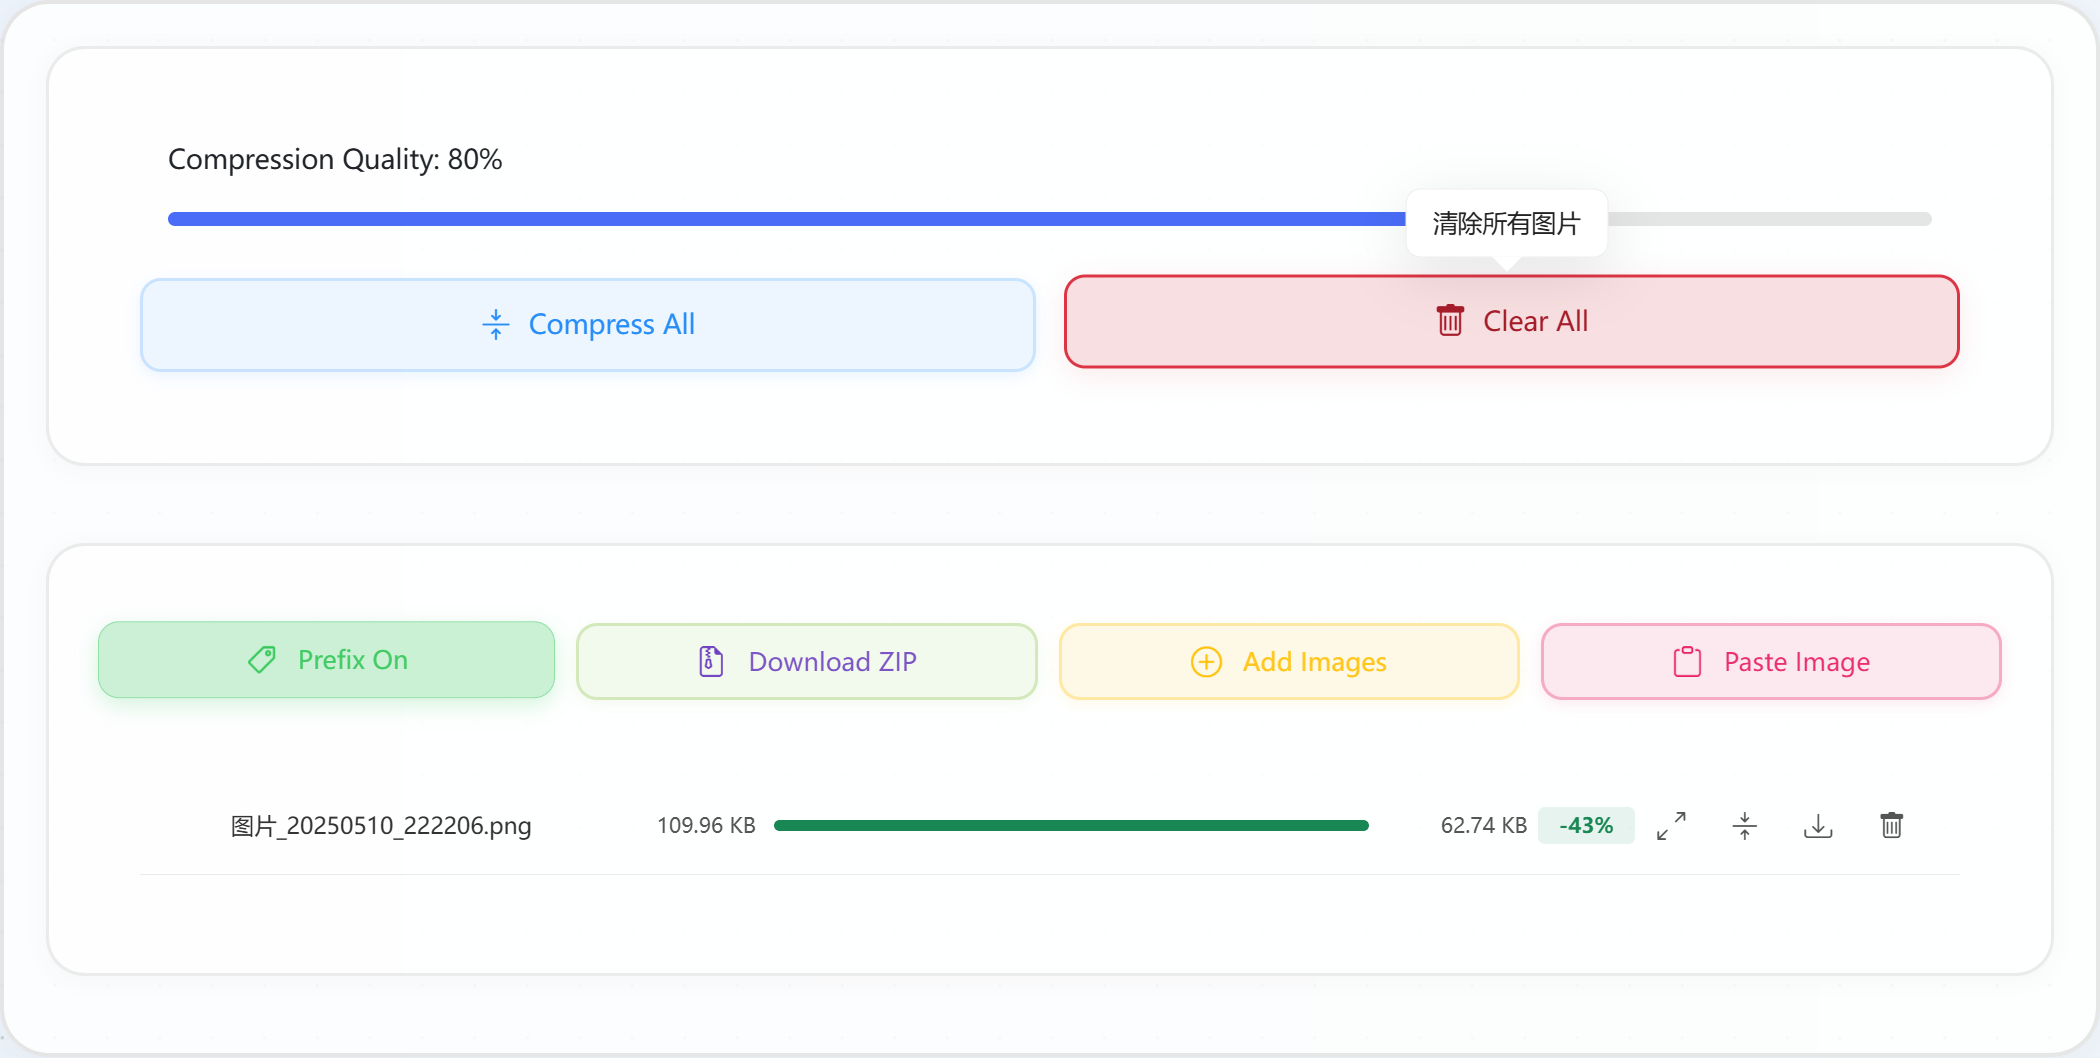 Compression Quality: 80%
清除所有图片
Compress All
Clear All
Prefix On
Download ZIP
Add Images
Paste Image
图片_20250510_222206.png
109.96 KB
62.74 KB
-43%